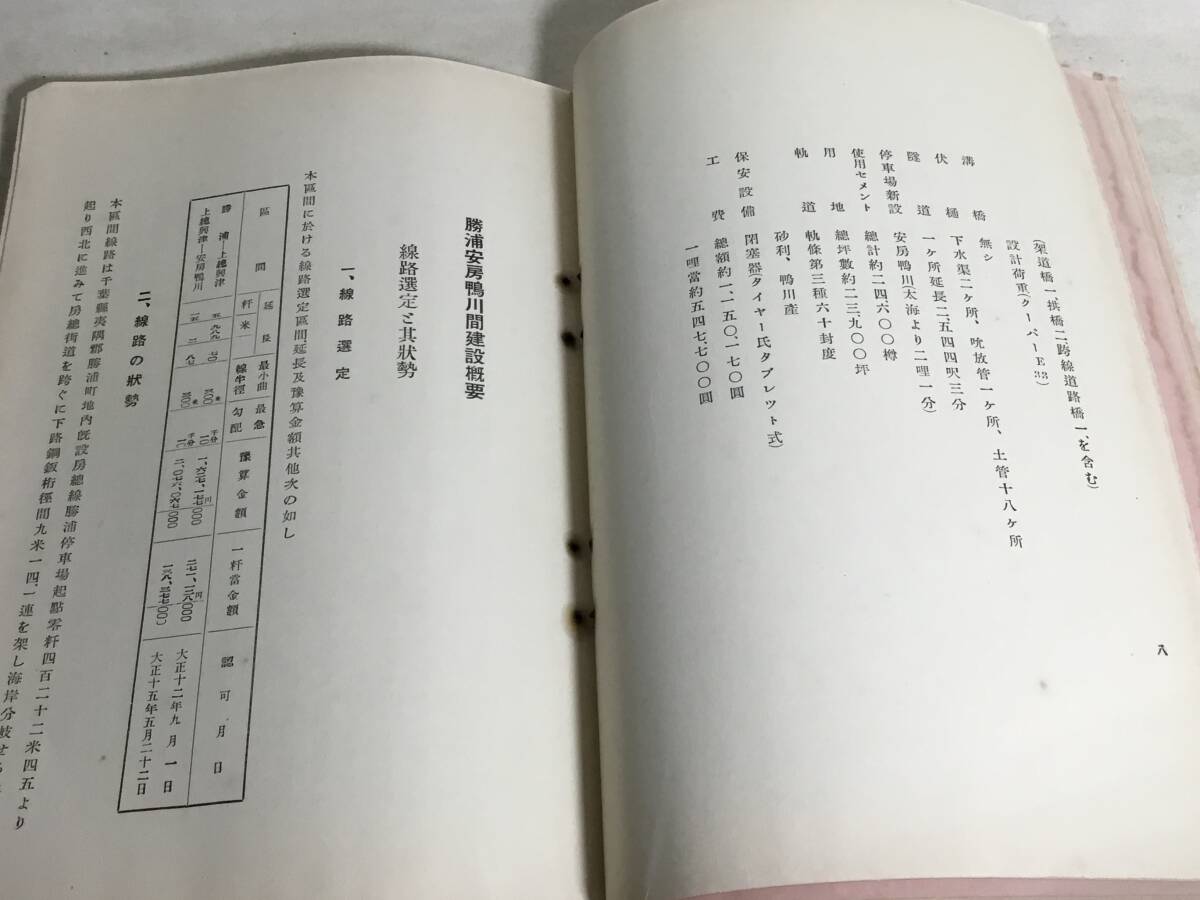 (架道橋一、拱橋二、跨線道路橋一、を含む)
設計荷重(クーパーE33)
溝橋 無シ
伏樋 下水渠二ヶ所、吮放管一ヶ所、土管十八ヶ所
隧道 一ヶ所延長二、五四四呎三分
停車場新設 安房鴨川(太海より二哩一分)
使用セメント 總計約二四、六〇〇樽
用地 總坪數約二三、九〇〇坪
軌道 軌條第三種六十封度
砂利、鴨川產
保安設備 閉塞器(タイヤー氏タブレット式)
工費 總額約一、一五〇、一七〇圓
一哩當約五四七、七〇〇圓
八
勝浦安房鴨川間建設槪要
線路選定と其狀勢
一、線路選定
本區間に於ける線路選定區間、延長及豫算金額其他次の如し
區間 延長 最小曲線半徑 最急勾配 豫算金額 一粁當金額 認可月日
粁 米
勝浦―上總興津 大正十二年九月一日
上總興津―安房鴨川 大正十五年五月二十二日
二、線路の狀勢
本區間線路は千葉縣夷隅郡勝浦町地內旣設房總線勝浦停車場起點零粁四百二十二米四五より
起り西北に進みて房總街道を跨ぐに下路鋼鈑桁徑間九米一四、一連を架し海岸分岐せる